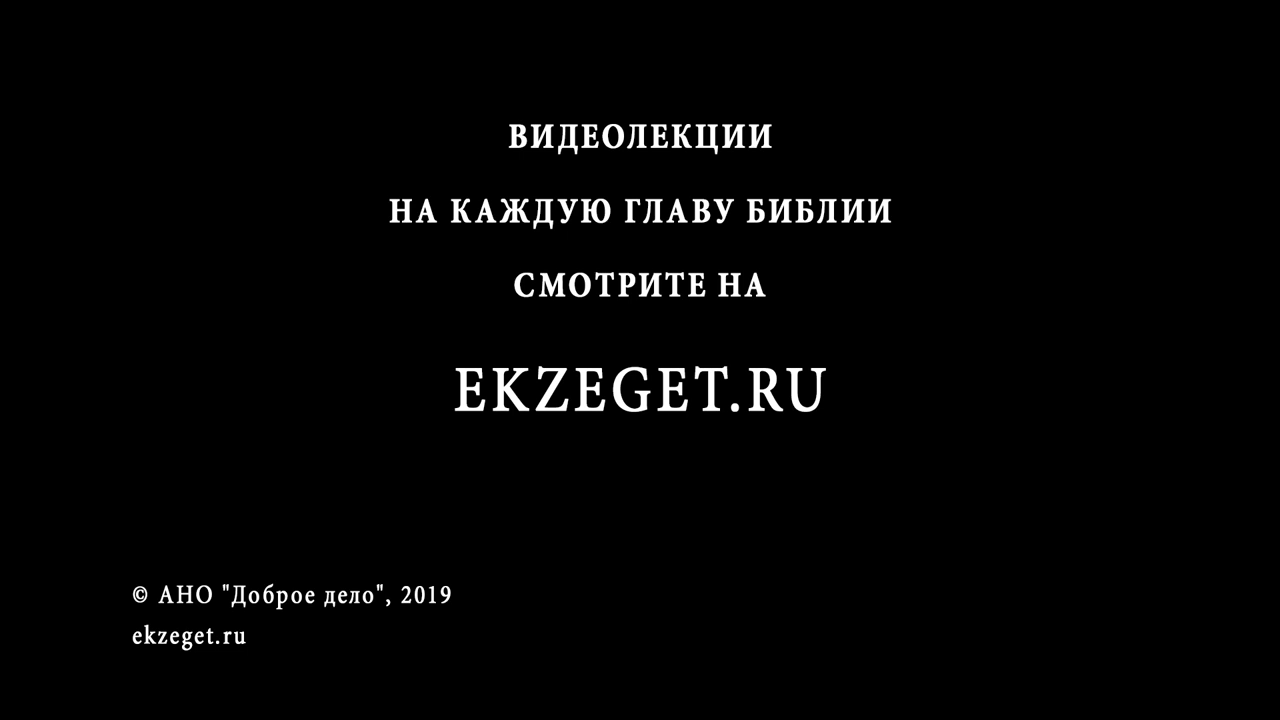 ВИДЕОЛЕКЦИИ
НА КАЖДУЮ ГЛАВУ БИБЛИИ
СМОТРИТЕ НА
EKZEGET.RU
© АНО "Доброе дело", 2019
ekzeget.ru